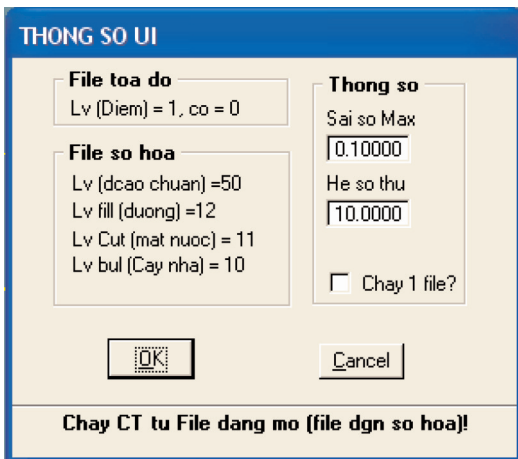 THONG SO UI
File toa do
Lv (Diem) = 1, co = 0
File so hoa
Lv (dcao chuan) =50
Lv fill (duong) =12
Lv Cut (mat nuoc) = 11
Lv bul (Cay nha) = 10
Thong so
Sai so Max
0.10000
He so thu
10.0000
Chay 1 file?
OK
Cancel
Chay CT tu File dang mo (file dgn so hoa)!